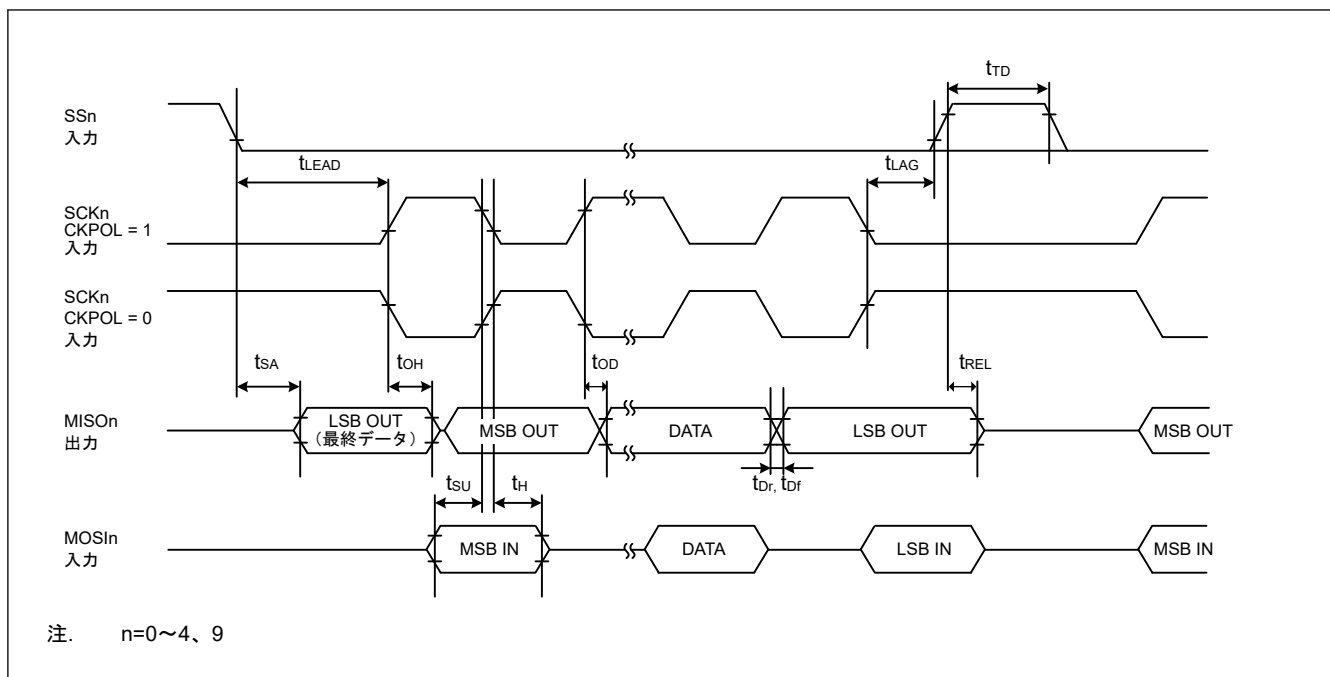 tTD
SSn
入力
tLEAD
tLAG
SCKn
CKPOL = 1
入力
SCKn
CKPOL = 0
入力
tSA
tOH
tOD
tREL
MISOn
出力
LSB OUT
（最終データ）
MSB OUT
DATA
LSB OUT
MSB OUT
tSU
tH
tDr, tDf
MOSIn
入力
MSB IN
DATA
LSB IN
MSB IN
注. n=0～4、9